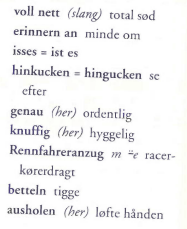 voll nett (slang) total sød
erinnern an minde om
isses = ist es
hinkucken = hingucken se
efter
genau (her) ordentlig
knuffig (her) hyggelig
Rennfahreranzug m ⸚e racer-
kørerdragt
betteln tigge
ausholen (her) løfte hånden